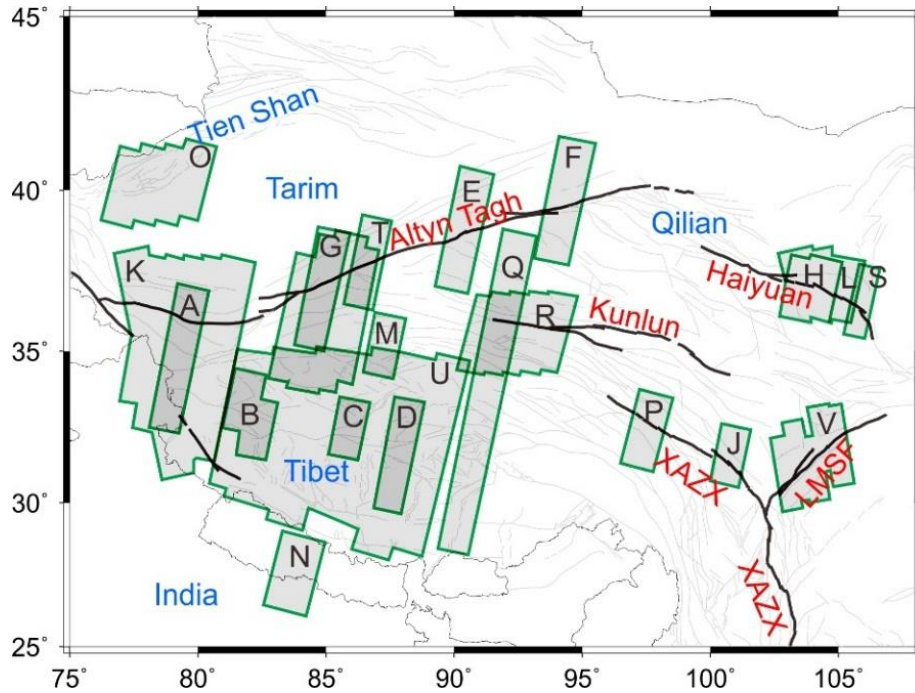 45°
Tien Shan
O
40°
Tarim
E
F
Altyn Tagh
T
G
Qilian
K
Q
Haiyuan
H
L
S
A
R
Kunlun
M
35°
U
B
C
D
P
J
V
Tibet
XAZX
LMSF
30°
N
XAZX
India
25°
75°
80°
85°
90°
95°
100°
105°